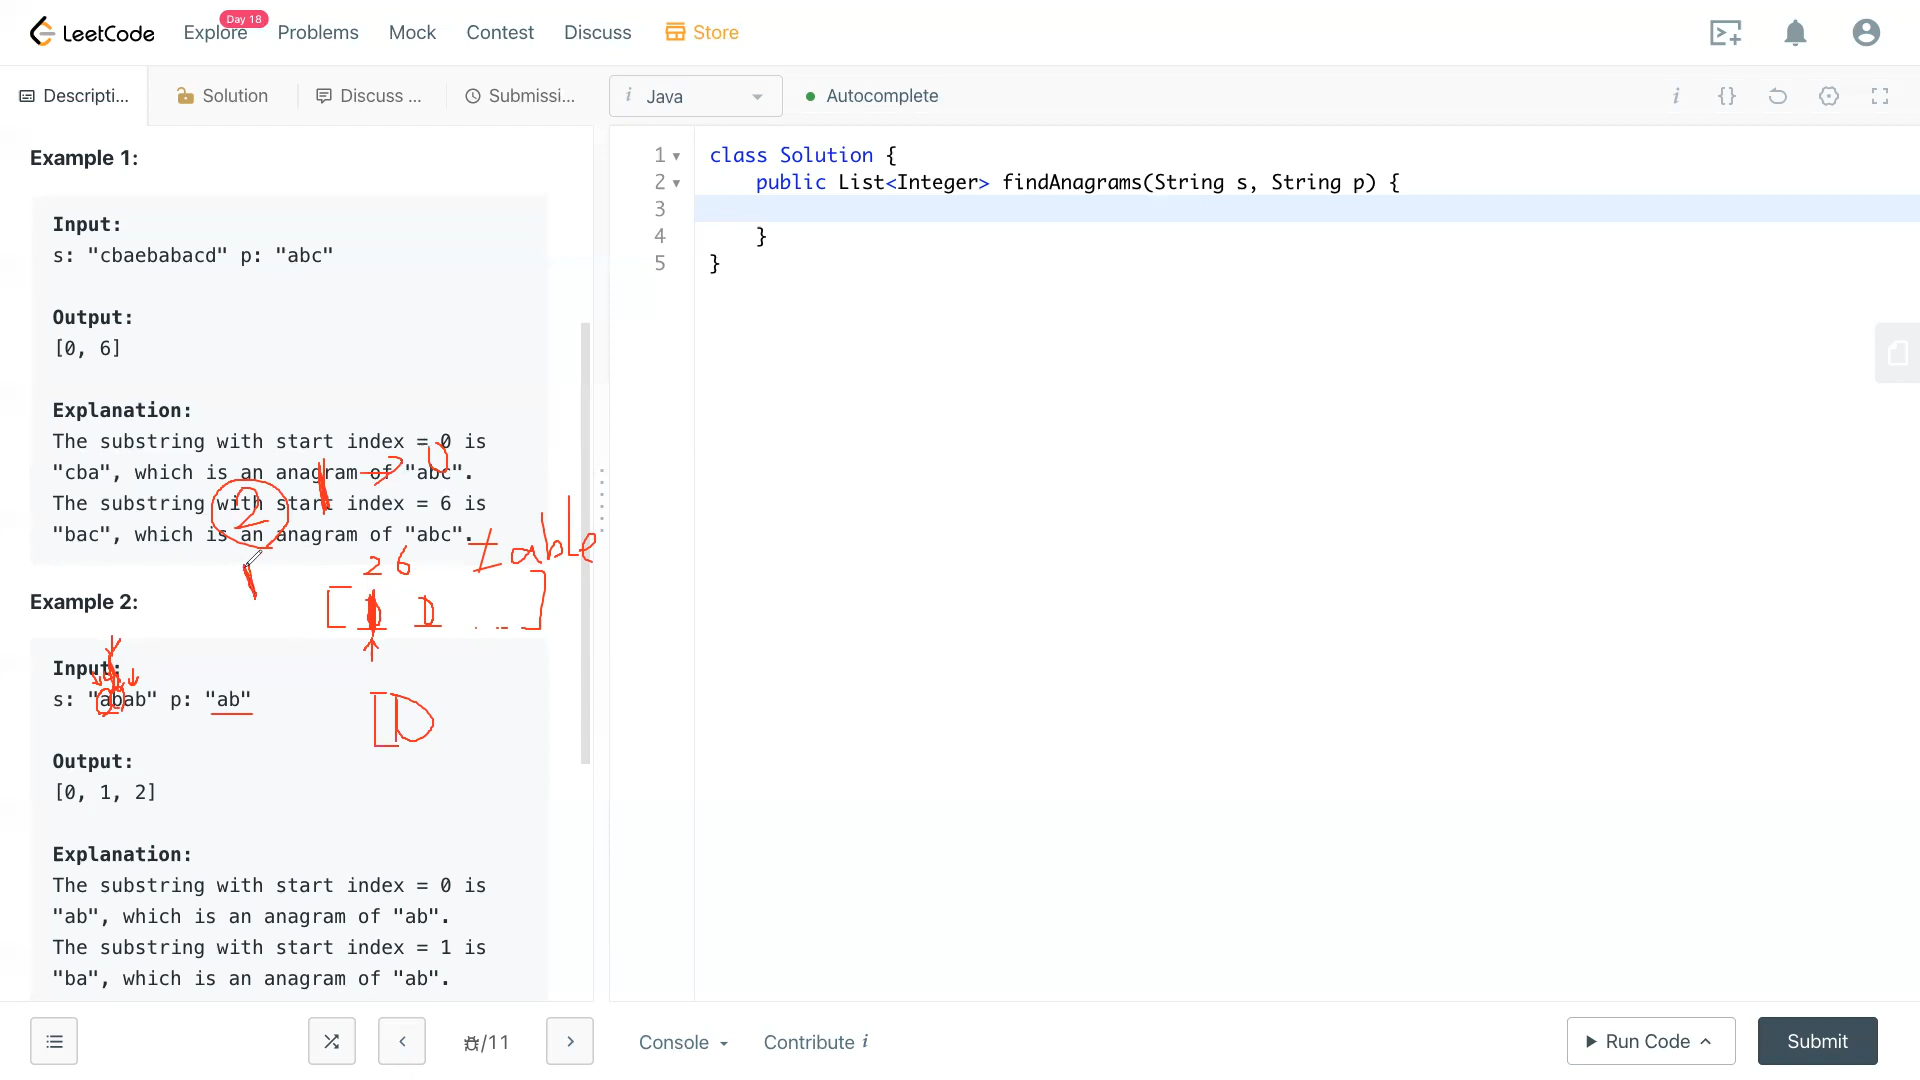 LeetCode Explore Day 18 Problems Mock Contest Discuss Store
Descripti... Solution Discuss ... Submissi... i Java Autocomplete i {}
Example 1:
Input:
s: "cbaebabacd" p: "abc"
Output:
[0, 6]
Explanation:
The substring with start index = 0 is
"cba", which is an anagram of "abc".
The substring with start index = 6 is
"bac", which is an anagram of "abc".
Example 2:
Input:
s: "abab" p: "ab"
Output:
[0, 1, 2]
Explanation:
The substring with start index = 0 is
"ab", which is an anagram of "ab".
The substring with start index = 1 is
"ba", which is an anagram of "ab".
0
2
26 table
1 class Solution {
2 public List<Integer> findAnagrams(String s, String p) {
3
4 }
5 }
/11 Console Contribute i Run Code Submit